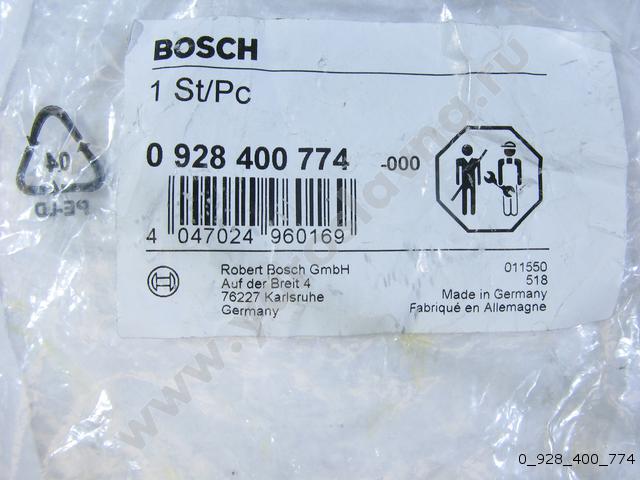 BOSCH
1 St/Pc
0 928 400 774 -000
4 047024 960169
Robert Bosch GmbH
Auf der Breit 4
76227 Karlsruhe
Germany
011550
518
Made in Germany
Fabriqué en Allemagne
04
PE-LD
0_928_400_774